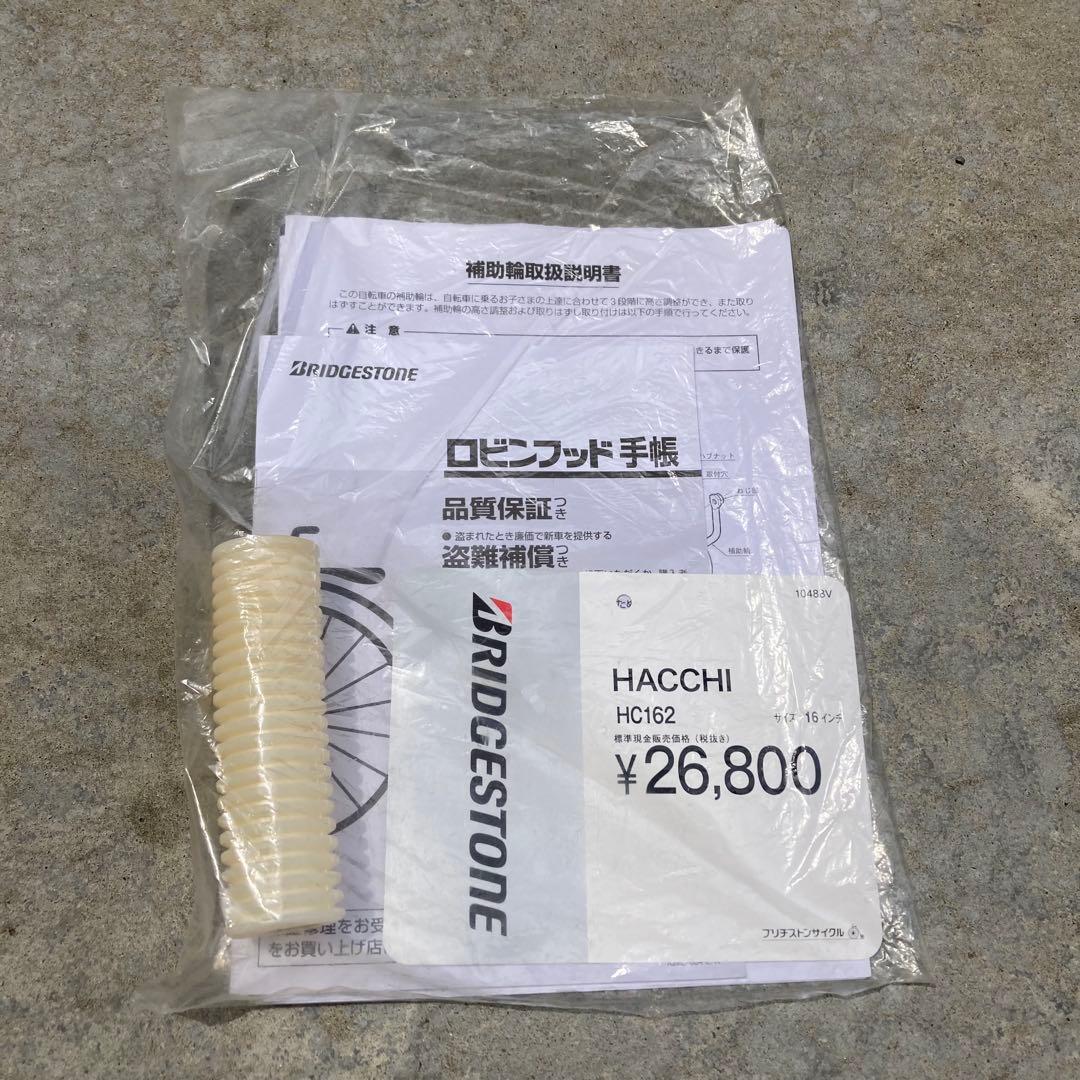 補助輪取扱説明書
この自転車の補助輪は、自転車に乗るお子さまの上達に合わせて3段階に高さ調整ができ、また取り
はずすことができます。補助輪の高さ調整および取りはずし取り付けは以下の手順で行ってください。
注 意
きるまで保護
BRIDGESTONE
ロビンフッド手帳
ハブナット
取付穴
ねじ部
補助輪
品質保証つき
● 盗まれたとき廉価で新車を提供する
盗難補償つき
BRIDGESTONE
10488V
HACCHI
HC162
サイズ 16インチ
標準現金販売価格(税抜き)
¥26,800
ブリヂストンサイクル
理をお受
をお買い上げ店